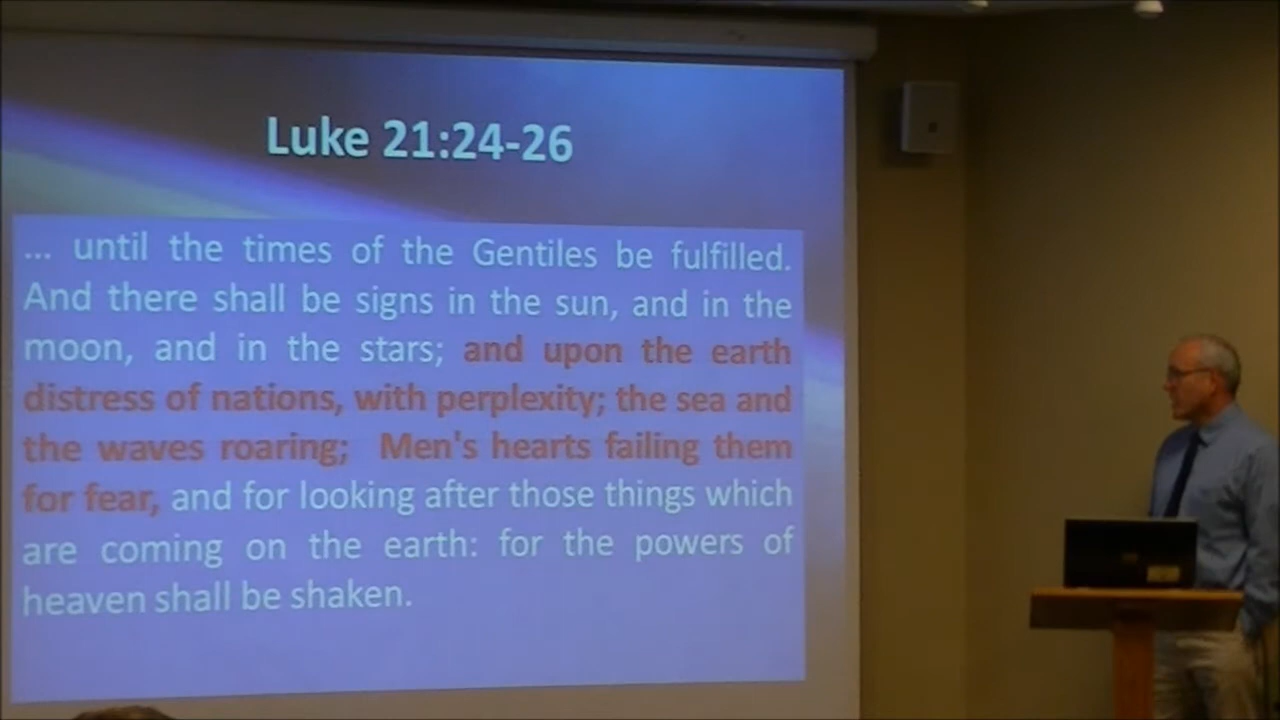 Luke 21:24-26
... until the times of the Gentiles be fulfilled.
And there shall be signs in the sun, and in the
moon, and in the stars; and upon the earth
distress of nations, with perplexity; the sea and
the waves roaring; Men's hearts failing them
for fear, and for looking after those things which
are coming on the earth: for the powers of
heaven shall be shaken.